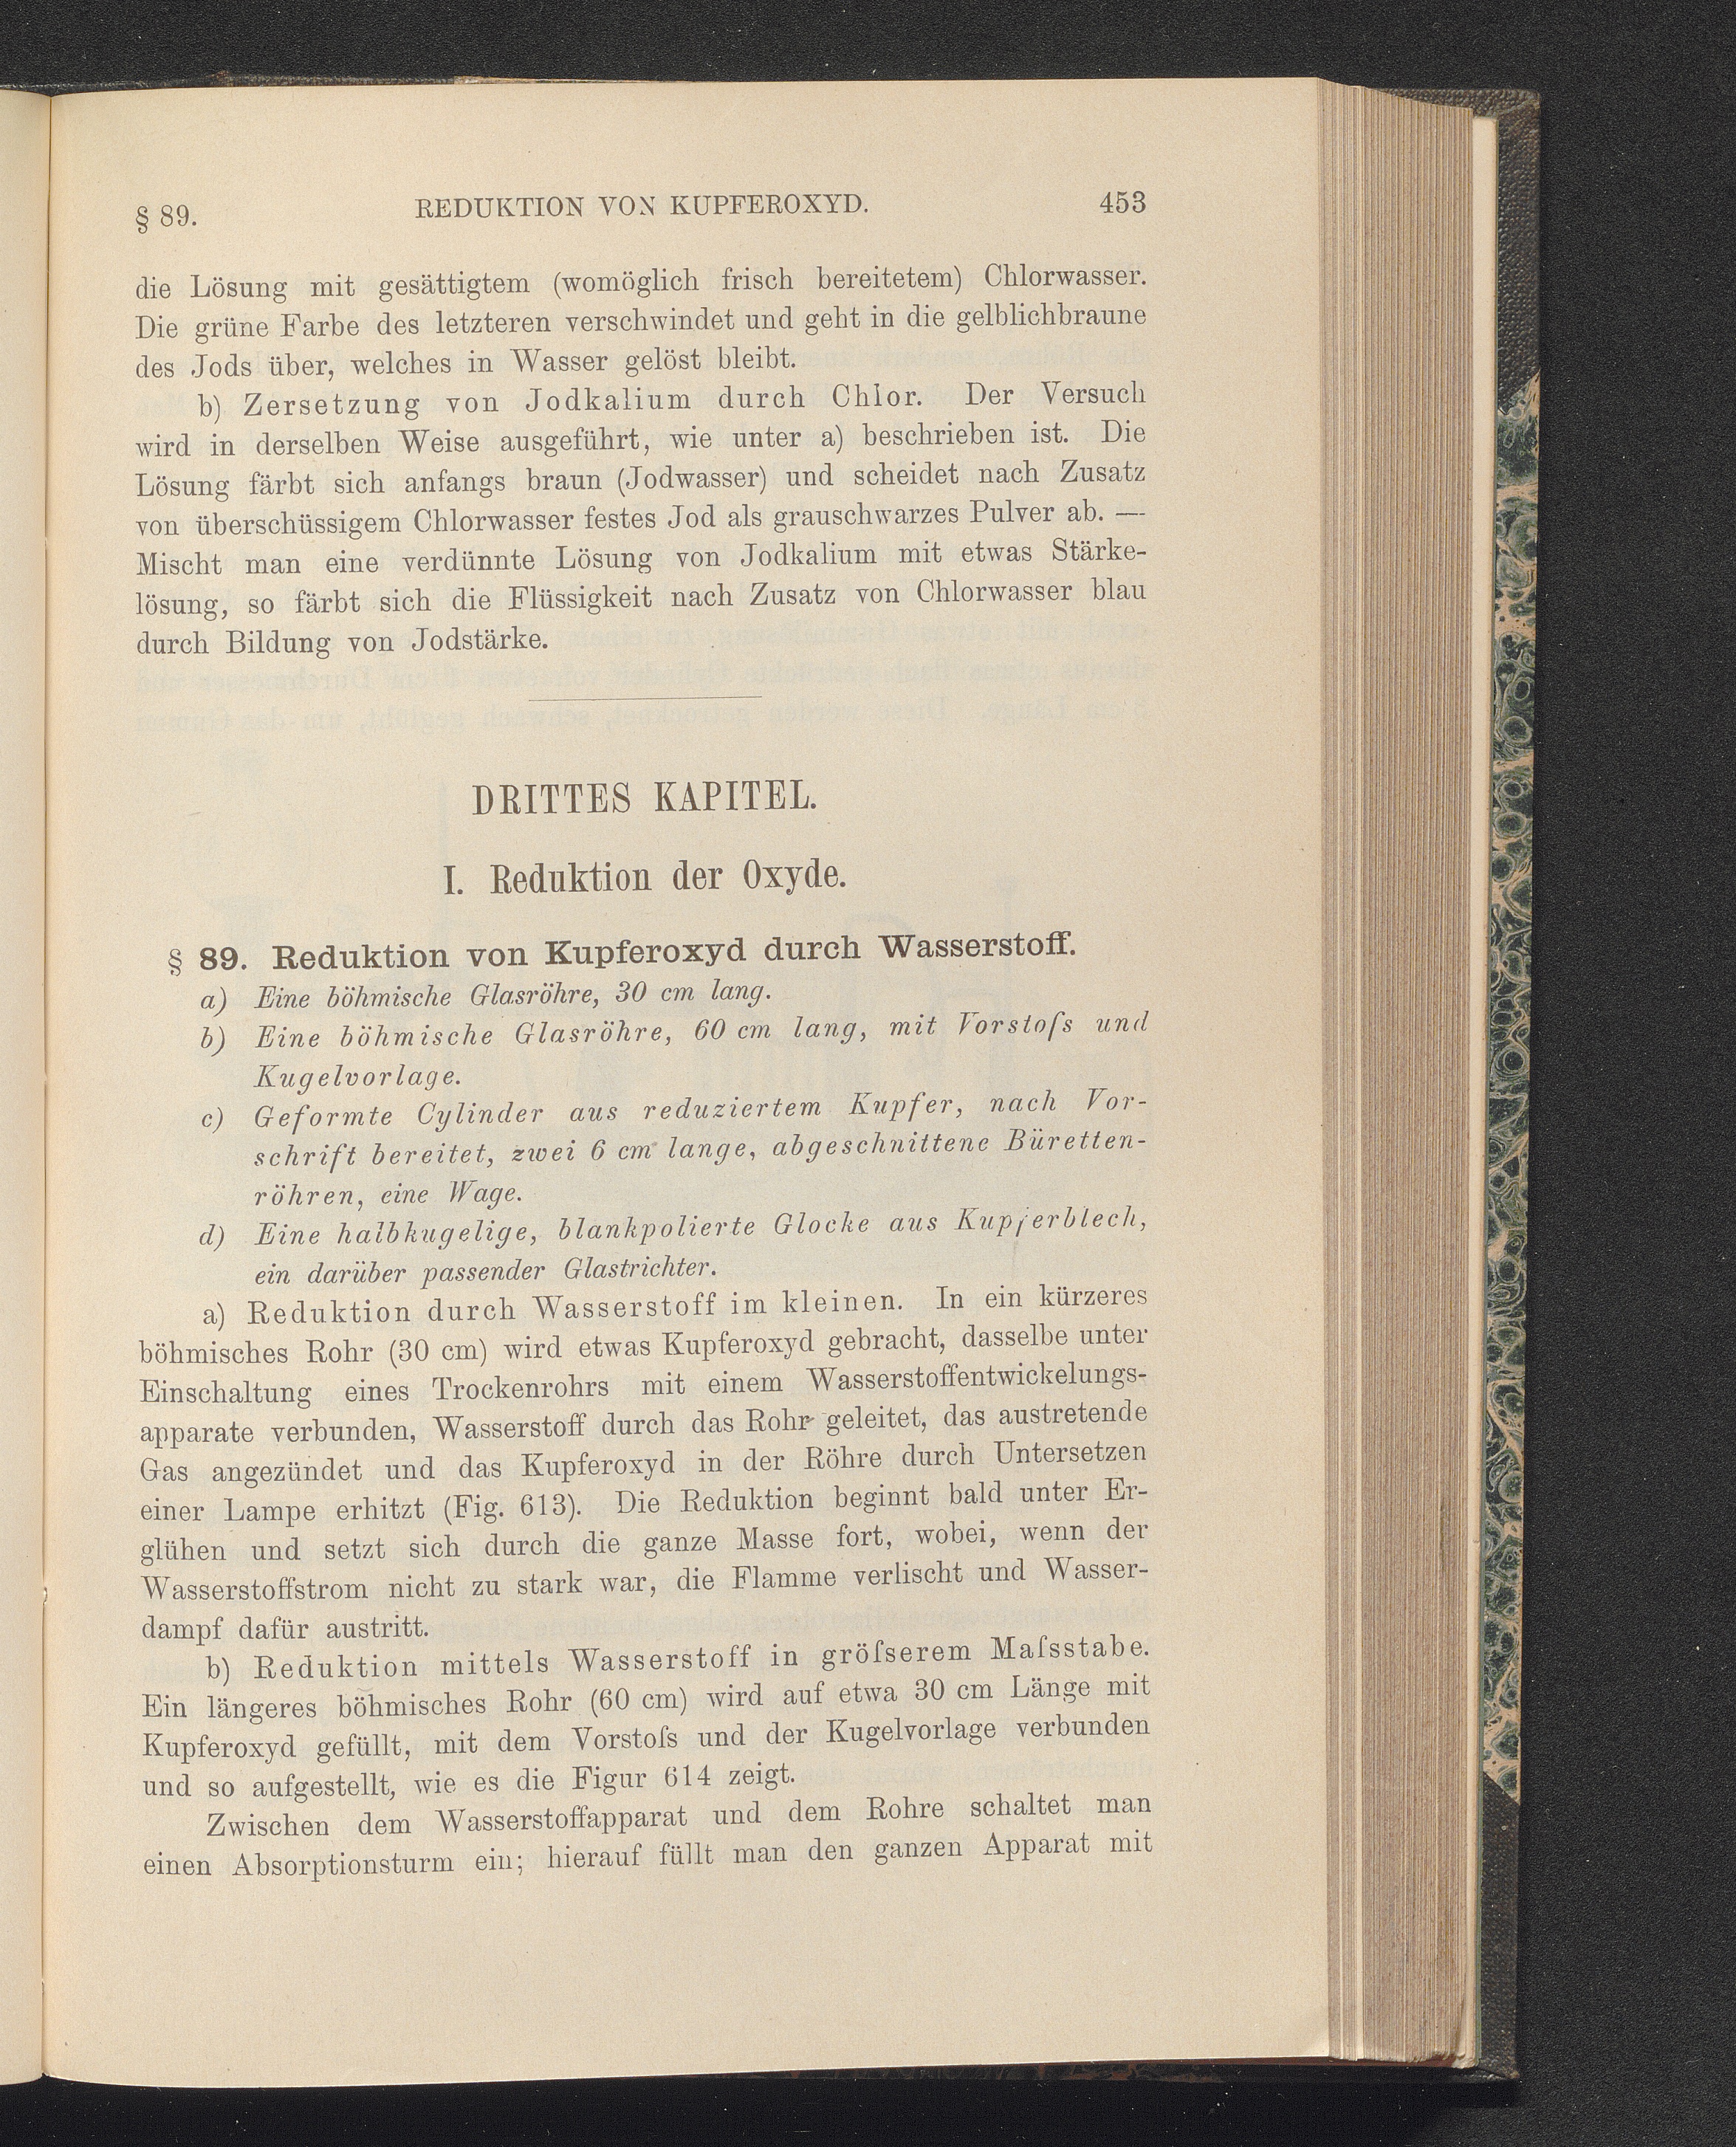 § 89. REDUKTION VON KUPFEROXYD. 453
die Lösung mit gesättigtem (womöglich frisch bereitetem) Chlorwasser.
Die grüne Farbe des letzteren verschwindet und geht in die gelblichbraune
des Jods über, welches in Wasser gelöst bleibt.
b) Zersetzung von Jodkalium durch Chlor. Der Versuch
wird in derselben Weise ausgeführt, wie unter a) beschrieben ist. Die
Lösung färbt sich anfangs braun (Jodwasser) und scheidet nach Zusatz
von überschüssigem Chlorwasser festes Jod als grauschwarzes Pulver ab. —
Mischt man eine verdünnte Lösung von Jodkalium mit etwas Stärke-
lösung, so färbt sich die Flüssigkeit nach Zusatz von Chlorwasser blau
durch Bildung von Jodstärke.
DRITTES KAPITEL.
I. Reduktion der Oxyde.
§ 89. Reduktion von Kupferoxyd durch Wasserstoff.
a) Eine böhmische Glasröhre, 30 cm lang.
b) Eine böhmische Glasröhre, 60 cm lang, mit Vorstoſs und
Kugelvorlage.
c) Geformte Cylinder aus reduziertem Kupfer, nach Vor-
schrift bereitet, zwei 6 cm lange, abgeschnittene Büretten-
röhren, eine Wage.
d) Eine halbkugelige, blankpolierte Glocke aus Kupferblech,
ein darüber passender Glastrichter.
a) Reduktion durch Wasserstoff im kleinen. In ein kürzeres
böhmisches Rohr (30 cm) wird etwas Kupferoxyd gebracht, dasselbe unter
Einschaltung eines Trockenrohrs mit einem Wasserstoffentwickelungs-
apparate verbunden, Wasserstoff durch das Rohr geleitet, das austretende
Gas angezündet und das Kupferoxyd in der Röhre durch Untersetzen
einer Lampe erhitzt (Fig. 613). Die Reduktion beginnt bald unter Er-
glühen und setzt sich durch die ganze Masse fort, wobei, wenn der
Wasserstoffstrom nicht zu stark war, die Flamme verlischt und Wasser-
dampf dafür austritt.
b) Reduktion mittels Wasserstoff in gröſserem Maſsstabe.
Ein längeres böhmisches Rohr (60 cm) wird auf etwa 30 cm Länge mit
Kupferoxyd gefüllt, mit dem Vorstoſs und der Kugelvorlage verbunden
und so aufgestellt, wie es die Figur 614 zeigt.
Zwischen dem Wasserstoffapparat und dem Rohre schaltet man
einen Absorptionsturm ein; hierauf füllt man den ganzen Apparat mit